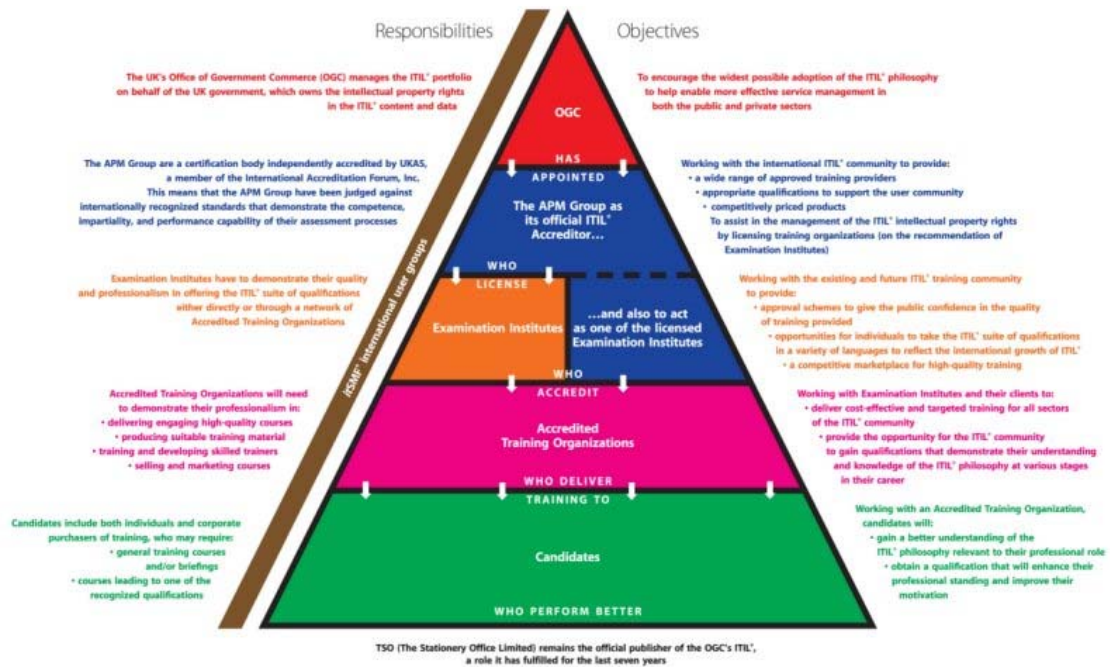 Responsibilities
Objectives
The UK's Office of Government Commerce (OGC) manages the ITIL® portfolio
on behalf of the UK government, which owns the intellectual property rights
in the ITIL® content and data
OGC
To encourage the widest possible adoption of the ITIL® philosophy
to help enable more effective service management in
both the public and private sectors
HAS
APPOINTED
The APM Group are a certification body independently accredited by UKAS,
a member of the International Accreditation Forum, Inc.
This means that the APM Group have been judged against
internationally recognized standards that demonstrate the competence,
impartiality, and performance capability of their assessment processes
The APM Group as
its official ITIL®
Accreditor...
Working with the international ITIL® community to provide:
• a wide range of approved training providers
• appropriate qualifications to support the user community
• competitively priced products
To assist in the management of the ITIL® intellectual property rights
by licensing training organizations (on the recommendation of
Examination Institutes)
WHO
LICENSE
itSMF® international user groups
Examination Institutes have to demonstrate their quality
and professionalism in offering the ITIL® suite of qualifications
either directly or through a network of
Accredited Training Organizations
Examination Institutes
...and also to act
as one of the licensed
Examination Institutes
Working with the existing and future ITIL® training community
to provide:
• approval schemes to give the public confidence in the quality
of training provided
• opportunities for individuals to take the ITIL® suite of qualifications
in a variety of languages to reflect the international growth of ITIL®
• a competitive marketplace for high-quality training
WHO
ACCREDIT
Accredited Training Organizations will need
to demonstrate their professionalism in:
• delivering engaging high-quality courses
• producing suitable training material
• training and developing skilled trainers
• selling and marketing courses
Accredited
Training Organizations
Working with Examination Institutes and their clients to:
• deliver cost-effective and targeted training for all sectors
of the ITIL® community
• provide the opportunity for the ITIL® community
to gain qualifications that demonstrate their understanding
and knowledge of the ITIL® philosophy at various stages
in their career
WHO DELIVER
TRAINING TO
Candidates include both individuals and corporate
purchasers of training, who may require:
• general training courses
and/or briefings
• courses leading to one of the
recognized qualifications
Candidates
Working with an Accredited Training Organization,
candidates will:
• gain a better understanding of the
ITIL® philosophy relevant to their professional role
• obtain a qualification that will enhance their
professional standing and improve their
motivation
WHO PERFORM BETTER
TSO (The Stationery Office Limited) remains the official publisher of the OGC's ITIL®,
a role it has fulfilled for the last seven years